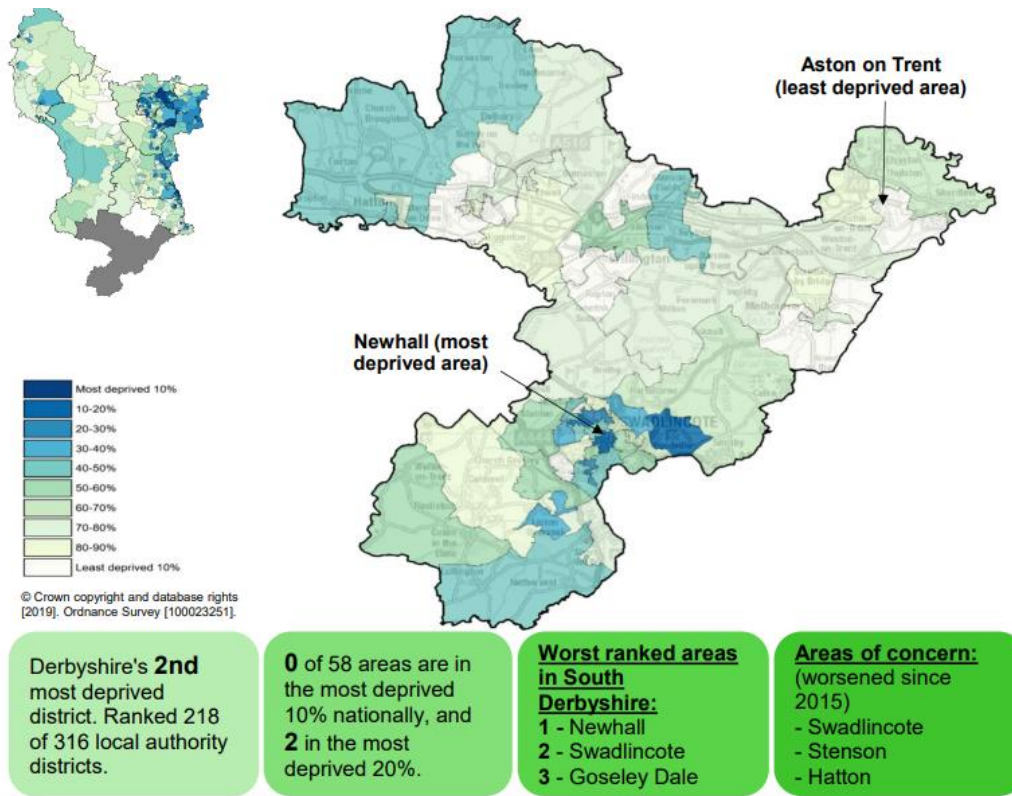 Aston on Trent
(least deprived area)
Newhall (most
deprived area)
SWADLINCOTE
Most deprived 10%
10-20%
20-30%
30-40%
40-50%
50-60%
60-70%
70-80%
80-90%
Least deprived 10%
© Crown copyright and database rights
[2019]. Ordnance Survey [100023251].
Derbyshire's 2nd
most deprived
district. Ranked 218
of 316 local authority
districts.
0 of 58 areas are in
the most deprived
10% nationally, and
2 in the most
deprived 20%.
Worst ranked areas
in South
Derbyshire:
1 - Newhall
2 - Swadlincote
3 - Goseley Dale
Areas of concern:
(worsened since
2015)
- Swadlincote
- Stenson
- Hatton